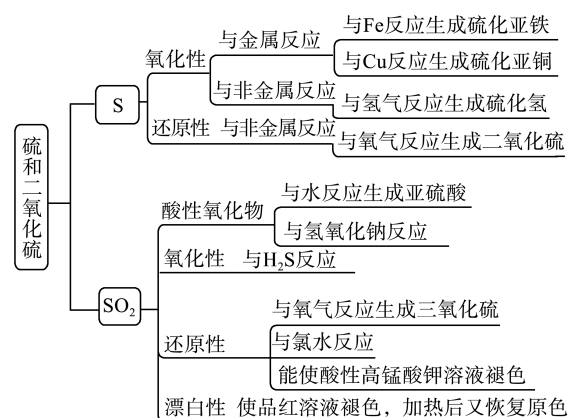 硫和二氧化硫
S
氧化性
与金属反应
与Fe反应生成硫化亚铁
与Cu反应生成硫化亚铜
与非金属反应
与氢气反应生成硫化氢
还原性
与非金属反应
与氧气反应生成二氧化硫
SO₂
酸性氧化物
与水反应生成亚硫酸
与氢氧化钠反应
氧化性
与H₂S反应
还原性
与氧气反应生成三氧化硫
与氯水反应
能使酸性高锰酸钾溶液褪色
漂白性
使品红溶液褪色，加热后又恢复原色